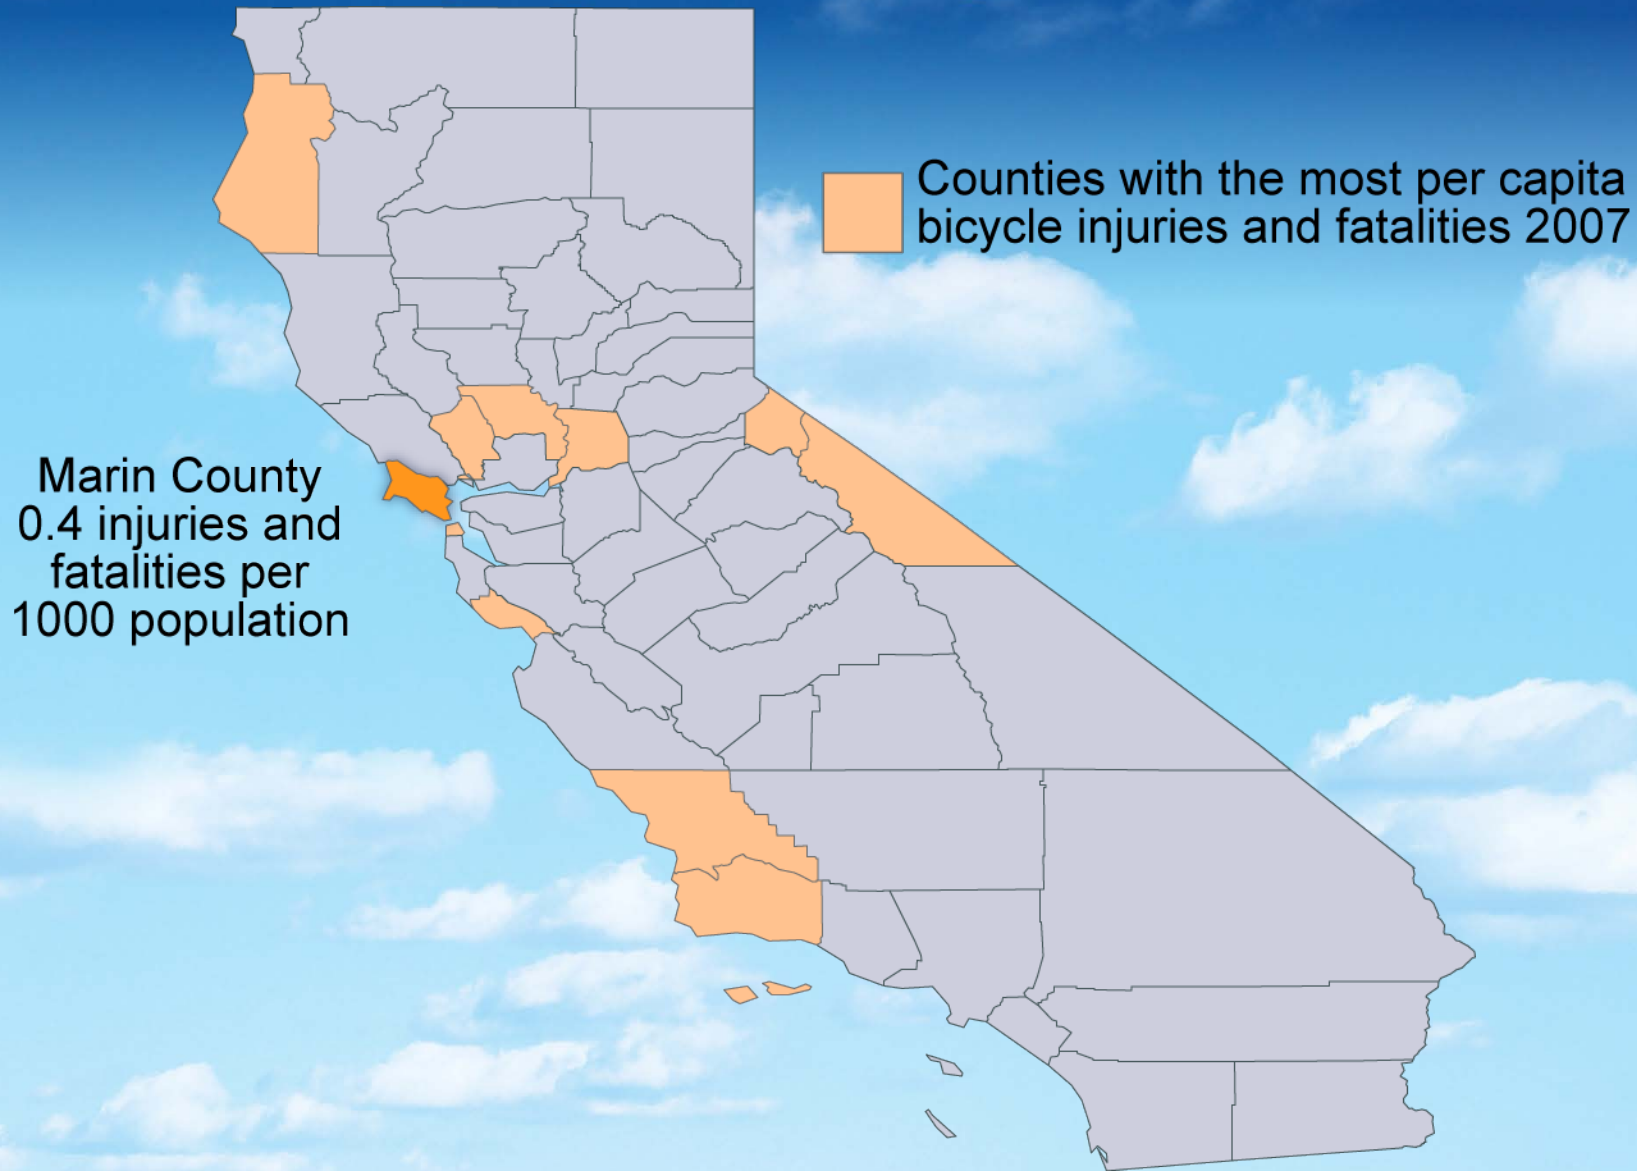 Counties with the most per capita
bicycle injuries and fatalities 2007
Marin County
0.4 injuries and
fatalities per
1000 population